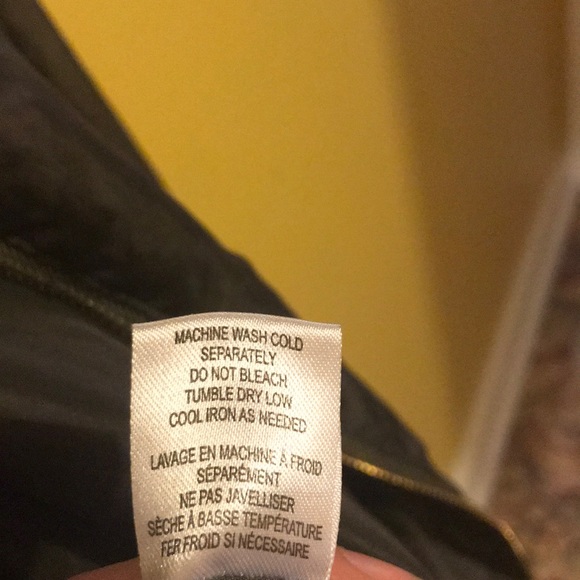 MACHINE WASH COLD
SEPARATELY
DO NOT BLEACH
TUMBLE DRY LOW
COOL IRON AS NEEDED
LAVAGE EN MACHINE À FROID
SÉPARÉMENT
NE PAS JAVELLISER
SÈCHE À BASSE TEMPÉRATURE
FER FROID SI NÉCESSAIRE